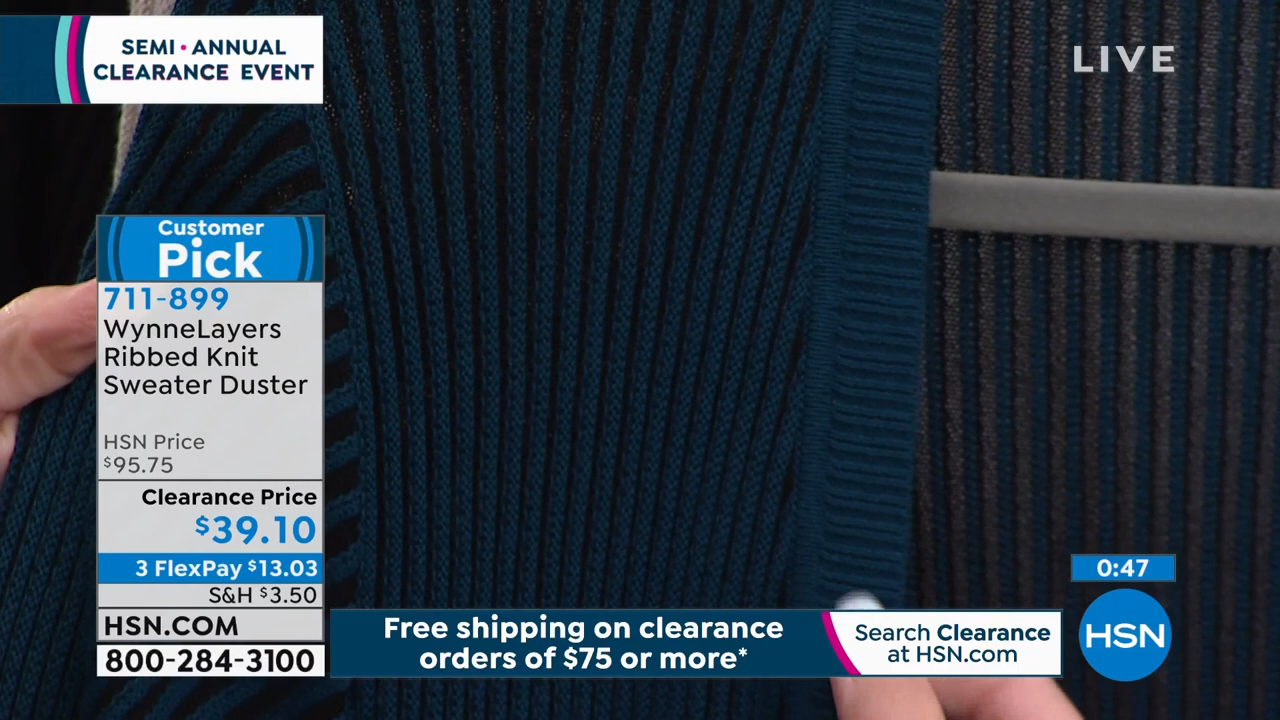 SEMI • ANNUAL
CLEARANCE EVENT
LIVE
Customer
Pick
711-899
WynneLayers
Ribbed Knit
Sweater Duster
HSN Price
$95.75
Clearance Price
$39.10
3 FlexPay $13.03
S&H $3.50
HSN.COM
800-284-3100
Free shipping on clearance
orders of $75 or more*
Search Clearance
at HSN.com
0:47
HSN